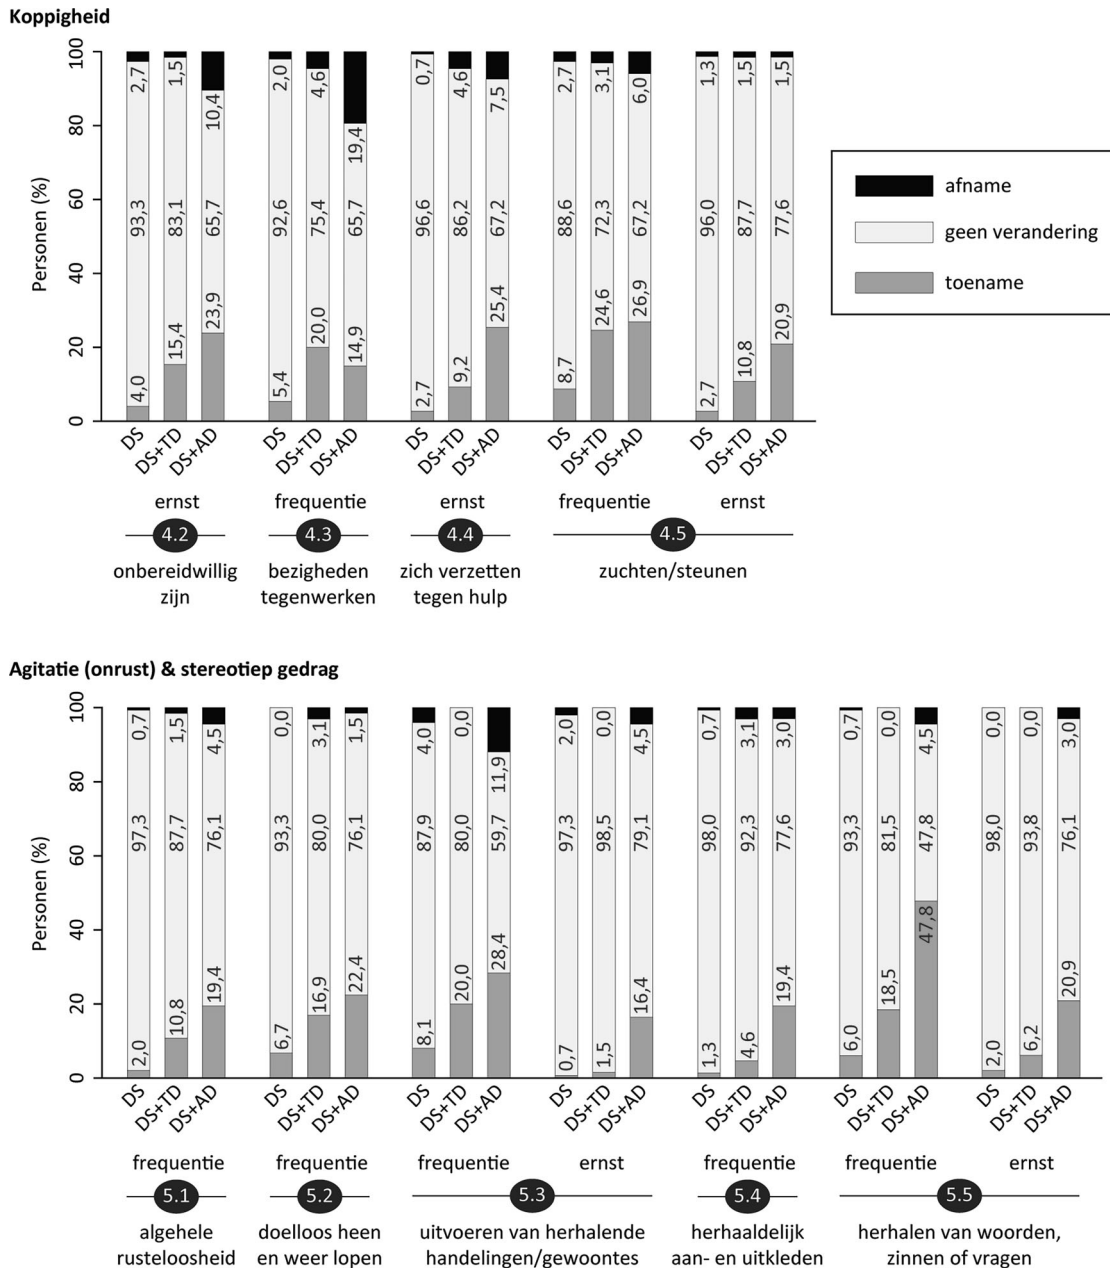 Koppigheid
Personen (%)
100
80
60
40
20
0
2,7 1,5 10,4 2,0 4,6 19,4 0,7 4,6 7,5 2,7 3,1 6,0 1,3 1,5 1,5
93,3 83,1 65,7 92,6 75,4 65,7 96,6 86,2 67,2 88,6 72,3 67,2 96,0 87,7 77,6
4,0 15,4 23,9 5,4 20,0 14,9 2,7 9,2 25,4 8,7 24,6 26,9 2,7 10,8 20,9
DS DS+TD DS+AD DS DS+TD DS+AD DS DS+TD DS+AD DS DS+TD DS+AD DS DS+TD DS+AD
ernst frequentie ernst frequentie ernst
4.2 4.3 4.4 4.5
onbereidwillig bezigheden zich verzetten zuchten/steunen
zijn tegenwerken tegen hulp
afname
geen verandering
toename
Agitatie (onrust) & stereotiep gedrag
Personen (%)
100
80
60
40
20
0
0,7 1,5 4,5 0,0 3,1 1,5 4,0 0,0 11,9 2,0 0,0 4,5 0,7 3,1 3,0 0,7 0,0 4,5 0,0 0,0 3,0
97,3 87,7 76,1 93,3 80,0 76,1 87,9 80,0 59,7 97,3 98,5 79,1 98,0 92,3 77,6 93,3 81,5 47,8 98,0 93,8 76,1
2,0 10,8 19,4 6,7 16,9 22,4 8,1 20,0 28,4 0,7 1,5 16,4 1,3 4,6 19,4 6,0 18,5 47,8 2,0 6,2 20,9
DS DS+TD DS+AD DS DS+TD DS+AD DS DS+TD DS+AD DS DS+TD DS+AD DS DS+TD DS+AD DS DS+TD DS+AD DS DS+TD DS+AD
frequentie frequentie frequentie ernst frequentie frequentie ernst
5.1 5.2 5.3 5.4 5.5
algehele doelloos heen uitvoeren van herhalende herhaaldelijk herhalen van woorden,
rusteloosheid en weer lopen handelingen/gewoontes aan- en uitkleden zinnen of vragen